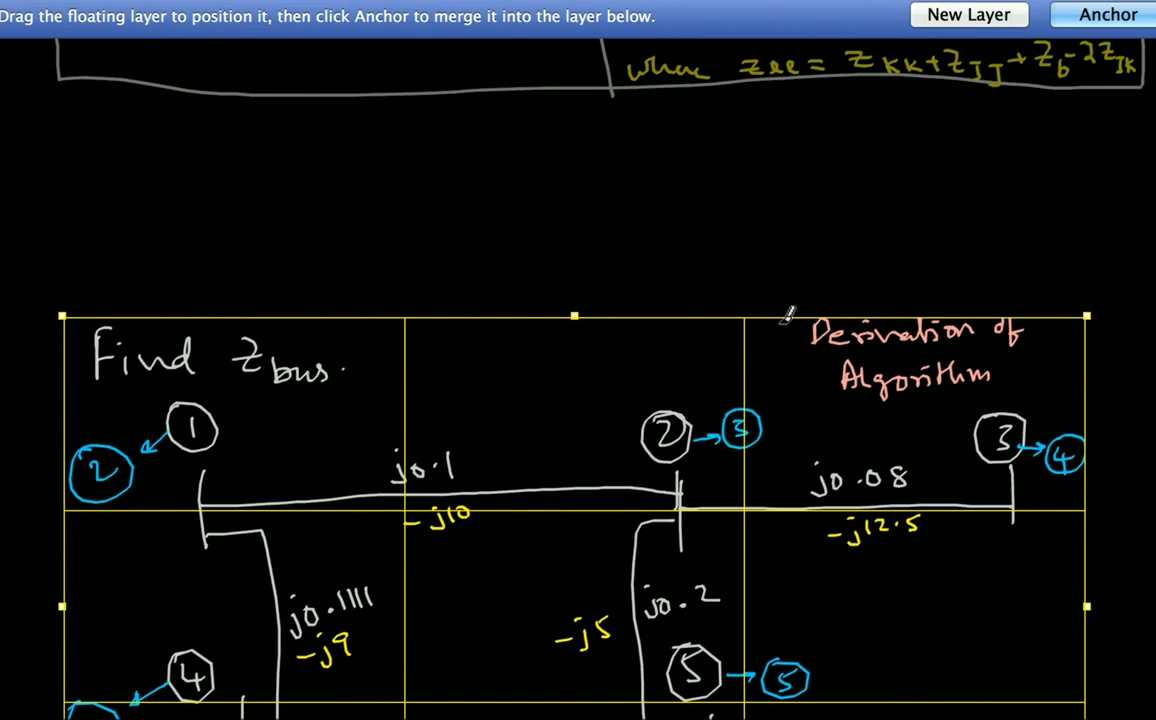 Drag the floating layer to position it, then click Anchor to merge it into the layer below.
New Layer
Anchor
where Zll = ZKK + ZJJ + Zb - 2ZJK
Find Zbus.
Derivation of
Algorithm
1
2
2
3
3
4
j0.1
-j10
j0.08
-j12.5
j0.1111
-j9
j0.2
-j5
4
5
5